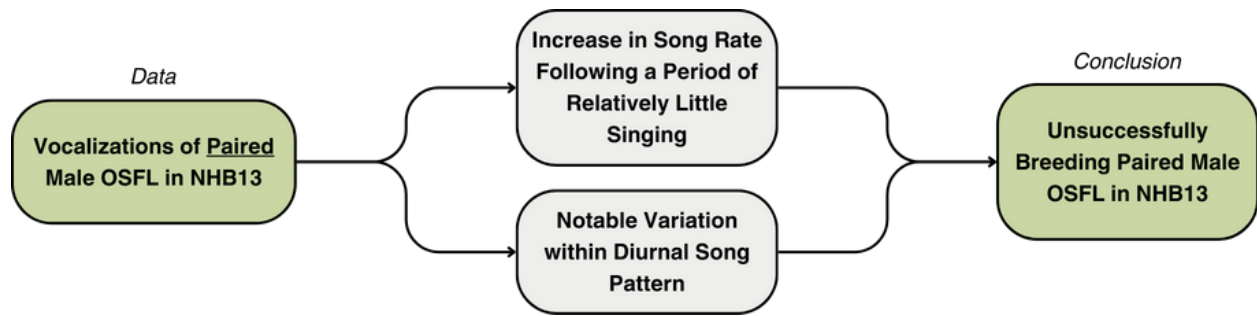 Data
Vocalizations of Paired
Male OSFL in NHB13
Increase in Song Rate
Following a Period of
Relatively Little
Singing
Notable Variation
within Diurnal Song
Pattern
Conclusion
Unsuccessfully
Breeding Paired Male
OSFL in NHB13